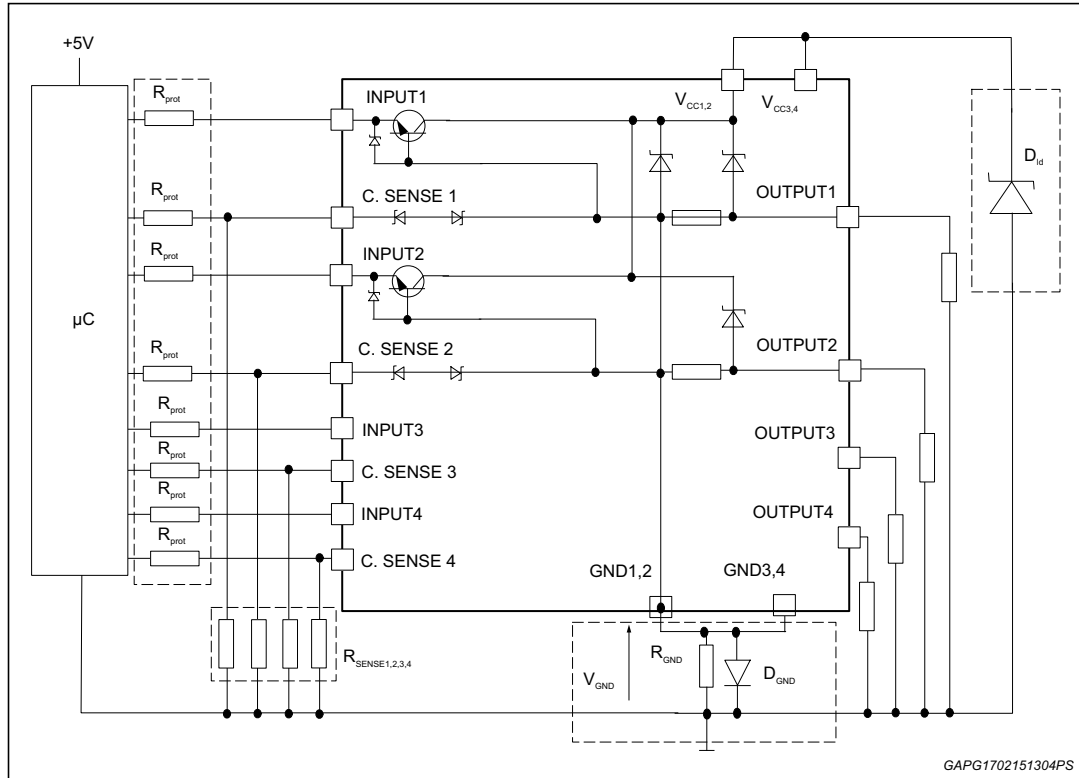 +5V
µC
Rprot
Rprot
Rprot
Rprot
Rprot
Rprot
Rprot
Rprot
INPUT1
C. SENSE 1
INPUT2
C. SENSE 2
INPUT3
C. SENSE 3
INPUT4
C. SENSE 4
VCC1,2
VCC3,4
OUTPUT1
OUTPUT2
OUTPUT3
OUTPUT4
Dld
GND1,2
GND3,4
RSENSE1,2,3,4
VGND
RGND
DGND
GAPG1702151304PS